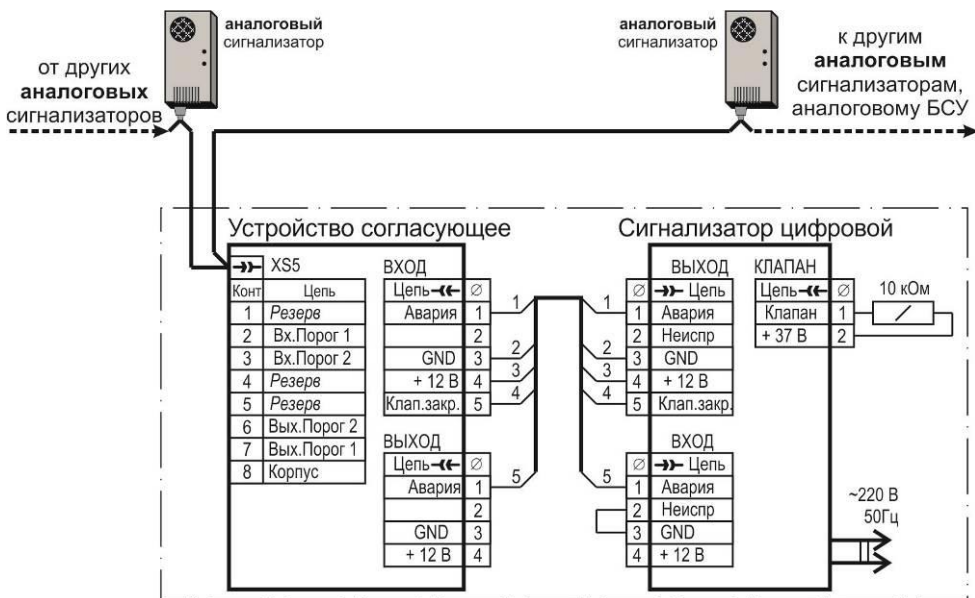 аналоговый
сигнализатор
аналоговый
сигнализатор
от других
аналоговых
сигнализаторов
к другим
аналоговым
сигнализаторам,
аналоговому БСУ
Устройство согласующее
XS5
Конт Цепь
1 Резерв
2 Вх.Порог 1
3 Вх.Порог 2
4 Резерв
5 Резерв
6 Вых.Порог 2
7 Вых.Порог 1
8 Корпус
ВХОД
Цепь ∅
Авария 1
2
GND 3
+ 12 В 4
Клап.закр. 5
ВЫХОД
Цепь ∅
Авария 1
2
GND 3
+ 12 В 4
1
2
3
4
5
1
2
3
4
5
Сигнализатор цифровой
ВЫХОД
∅ Цепь
1 Авария
2 Неиспр
3 GND
4 + 12 В
5 Клап.закр.
ВХОД
∅ Цепь
1 Авария
2 Неиспр
3 GND
4 + 12 В
КЛАПАН
Цепь ∅
Клапан 1
+ 37 В 2
10 кОм
~220 В
50Гц